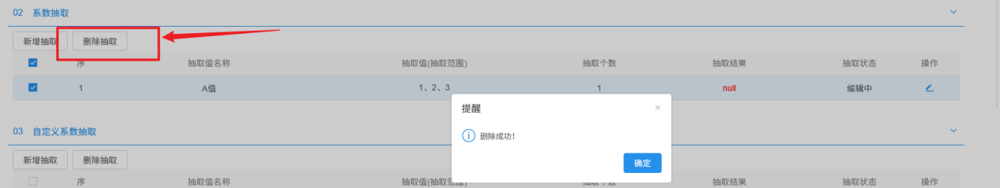 02 系数抽取
新增抽取 删除抽取
序 抽取值名称 抽取值(抽取范围) 抽取个数 抽取结果 抽取状态 操作
1 A值 1、2、3 1 null 编辑中
提醒
删除成功!
确定
03 自定义系数抽取
新增抽取 删除抽取
序 抽取值名称 抽取值(抽取范围) 抽取个数 抽取结果 抽取状态 操作